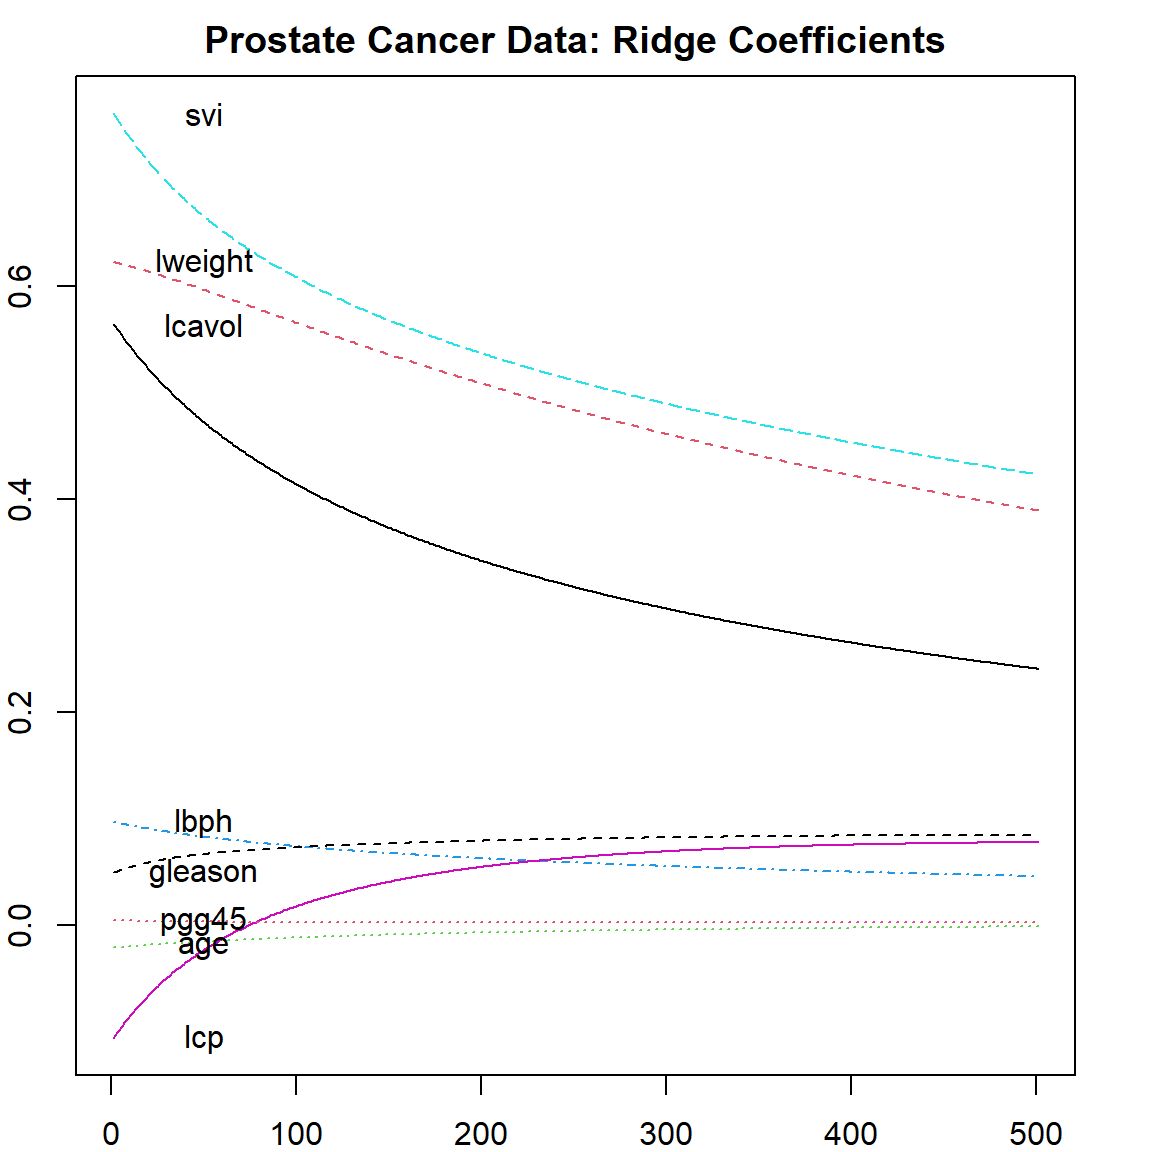 Prostate Cancer Data: Ridge Coefficients
svi
lweight
lcavol
lbph
gleason
pgg45
age
lcp
0.6
0.4
0.2
0.0
0 100 200 300 400 500